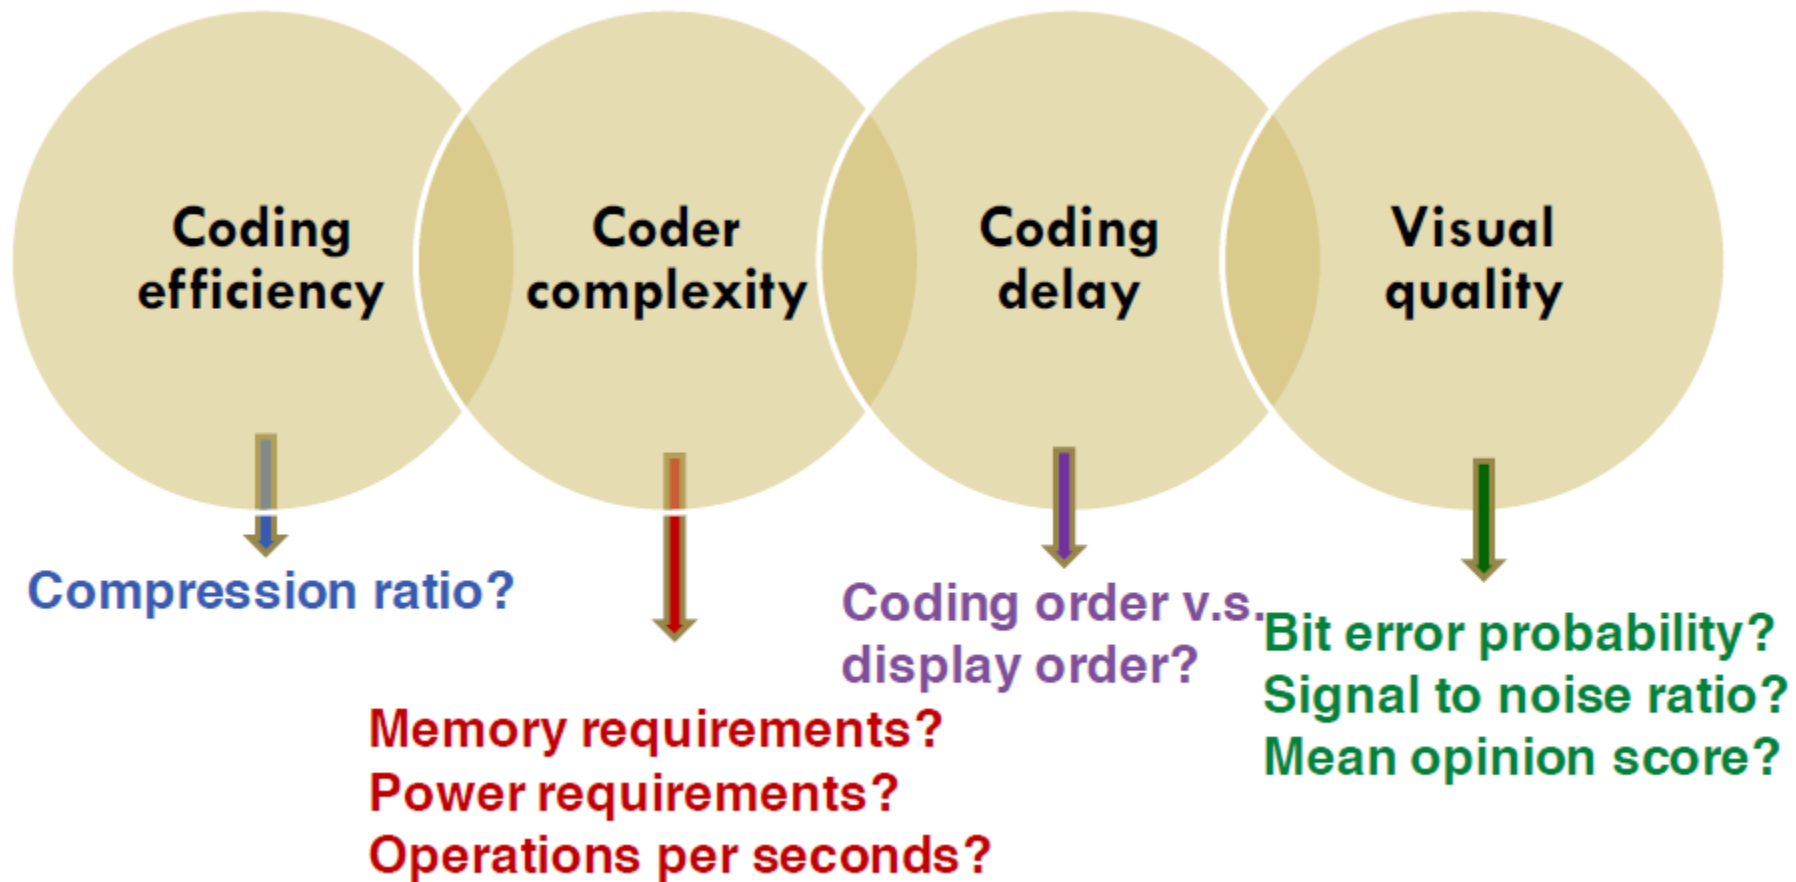 Coding
efficiency
Coder
complexity
Coding
delay
Visual
quality
Compression ratio?
Memory requirements?
Power requirements?
Operations per seconds?
Coding order v.s.
display order?
Bit error probability?
Signal to noise ratio?
Mean opinion score?